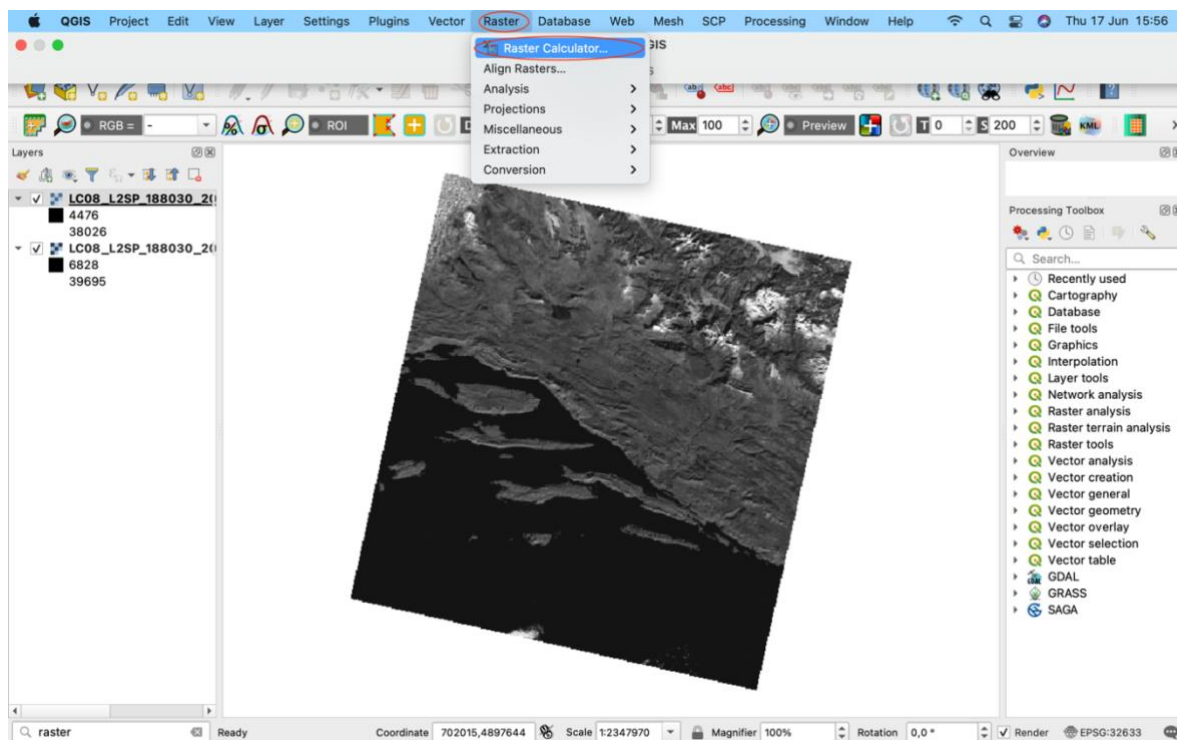 QGIS Project Edit View Layer Settings Plugins Vector Raster Database Web Mesh SCP Processing Window Help Thu 17 Jun 15:56
Raster Calculator...
Align Rasters...
Analysis
Projections
Miscellaneous
Extraction
Conversion
RGB = -
ROI
Max 100
Preview
T 0
S 200
KML
Layers
LC08_L2SP_188030_2
4476
38026
LC08_L2SP_188030_2
6828
39695
Overview
Processing Toolbox
Search...
Recently used
Cartography
Database
File tools
Graphics
Interpolation
Layer tools
Network analysis
Raster analysis
Raster terrain analysis
Raster tools
Vector analysis
Vector creation
Vector general
Vector geometry
Vector overlay
Vector selection
Vector table
GDAL
GRASS
SAGA
raster
Ready
Coordinate 702015,4897644
Scale 1:2347970
Magnifier 100%
Rotation 0,0 °
Render
EPSG:32633